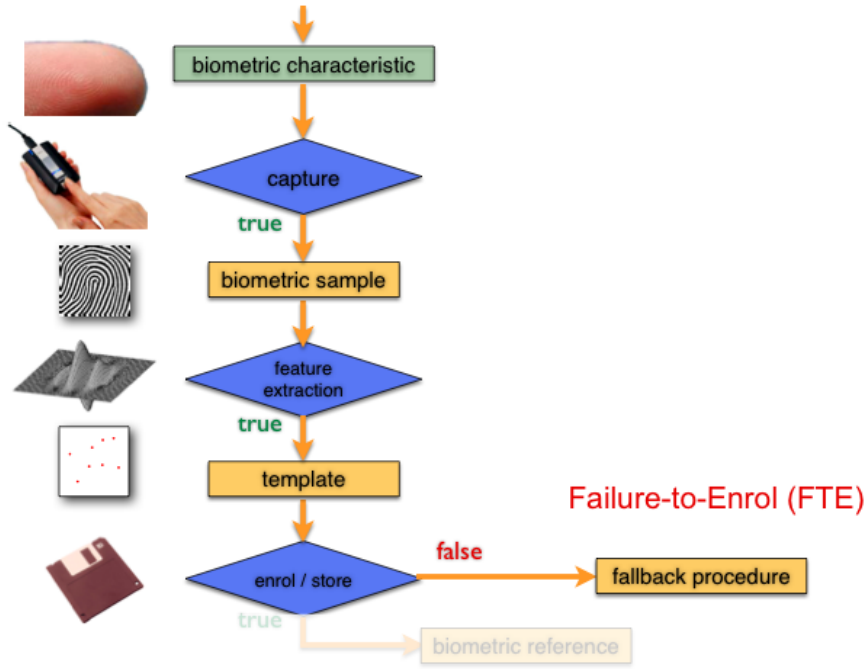 biometric characteristic
capture
true
biometric sample
feature
extraction
true
template
Failure-to-Enrol (FTE)
false
enrol / store
fallback procedure
true
biometric reference